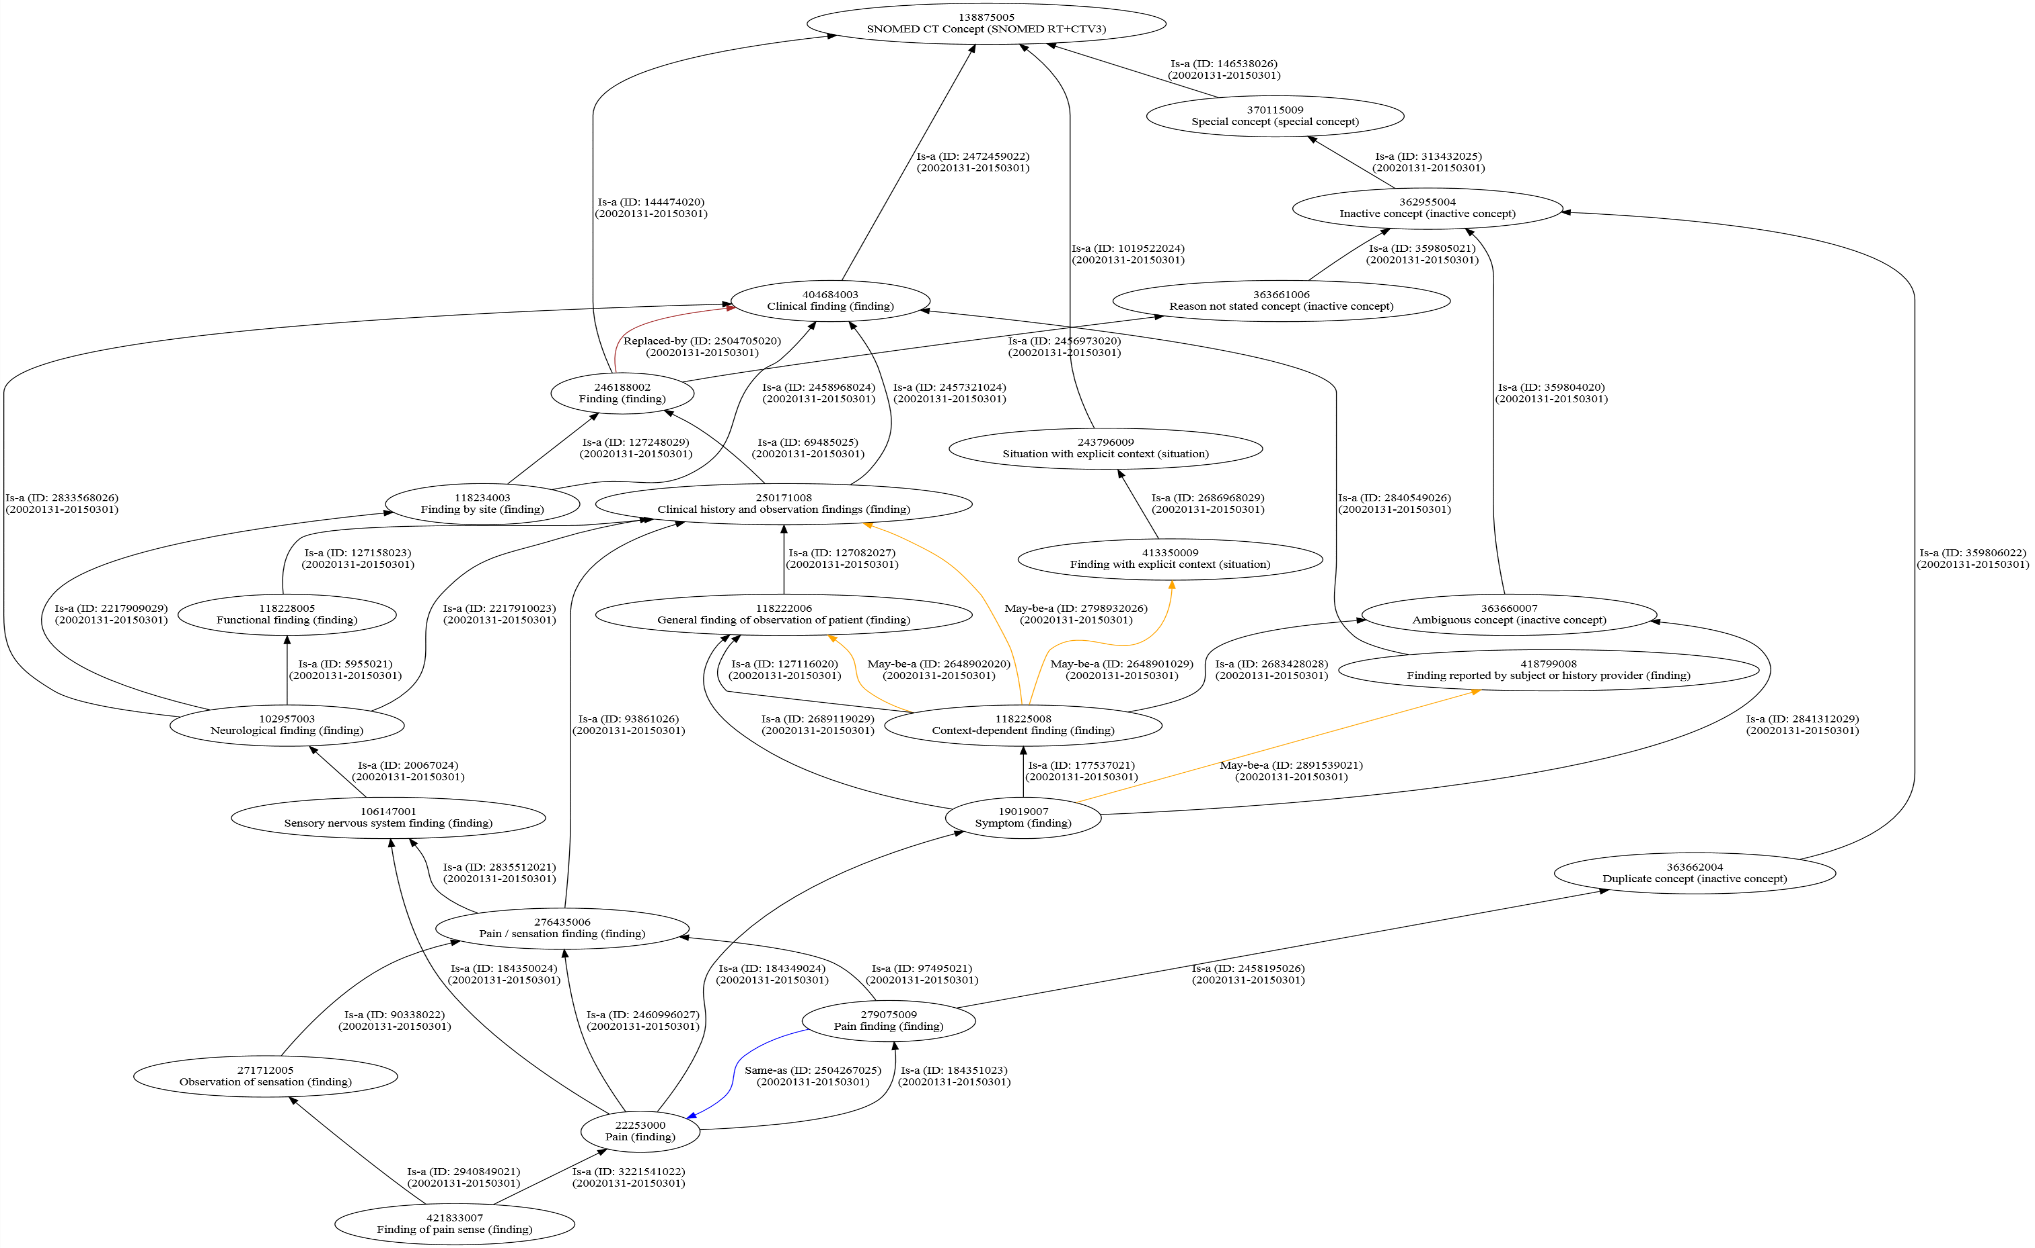 138875005
SNOMED CT Concept (SNOMED RT+CTV3)
Is-a (ID: 146538026)
(20020131-20150301)
370115009
Special concept (special concept)
Is-a (ID: 2472459022)
(20020131-20150301)
Is-a (ID: 313432025)
(20020131-20150301)
Is-a (ID: 144474020)
(20020131-20150301)
362955004
Inactive concept (inactive concept)
Is-a (ID: 1019522024)
(20020131-20150301)
Is-a (ID: 359805021)
(20020131-20150301)
404684003
Clinical finding (finding)
363661006
Reason not stated concept (inactive concept)
Replaced-by (ID: 2504705020)
(20020131-20150301)
Is-a (ID: 2456973020)
(20020131-20150301)
246188002
Finding (finding)
Is-a (ID: 2458968024)
(20020131-20150301)
Is-a (ID: 2457321024)
(20020131-20150301)
Is-a (ID: 359804020)
(20020131-20150301)
Is-a (ID: 127248029)
(20020131-20150301)
Is-a (ID: 69485025)
(20020131-20150301)
243796009
Situation with explicit context (situation)
Is-a (ID: 2833568026)
(20020131-20150301)
118234003
Finding by site (finding)
250171008
Clinical history and observation findings (finding)
Is-a (ID: 2686968029)
(20020131-20150301)
Is-a (ID: 2840549026)
(20020131-20150301)
Is-a (ID: 127158023)
(20020131-20150301)
Is-a (ID: 127082027)
(20020131-20150301)
413350009
Finding with explicit context (situation)
Is-a (ID: 359806022)
(20020131-20150301)
Is-a (ID: 2217909029)
(20020131-20150301)
118228005
Functional finding (finding)
Is-a (ID: 2217910023)
(20020131-20150301)
118222006
General finding of observation of patient (finding)
May-be-a (ID: 2798932026)
(20020131-20150301)
363660007
Ambiguous concept (inactive concept)
Is-a (ID: 5955021)
(20020131-20150301)
Is-a (ID: 127116020)
(20020131-20150301)
May-be-a (ID: 2648902020)
(20020131-20150301)
May-be-a (ID: 2648901029)
(20020131-20150301)
Is-a (ID: 2683428028)
(20020131-20150301)
418799008
Finding reported by subject or history provider (finding)
102957003
Neurological finding (finding)
Is-a (ID: 93861026)
(20020131-20150301)
Is-a (ID: 2689119029)
(20020131-20150301)
118225008
Context-dependent finding (finding)
Is-a (ID: 2841312029)
(20020131-20150301)
Is-a (ID: 20067024)
(20020131-20150301)
Is-a (ID: 177537021)
(20020131-20150301)
May-be-a (ID: 2891539021)
(20020131-20150301)
106147001
Sensory nervous system finding (finding)
19019007
Symptom (finding)
Is-a (ID: 2835512021)
(20020131-20150301)
363662004
Duplicate concept (inactive concept)
276435006
Pain / sensation finding (finding)
Is-a (ID: 184350024)
(20020131-20150301)
Is-a (ID: 184349024)
(20020131-20150301)
Is-a (ID: 97495021)
(20020131-20150301)
Is-a (ID: 2458195026)
(20020131-20150301)
Is-a (ID: 90338022)
(20020131-20150301)
Is-a (ID: 2460996027)
(20020131-20150301)
279075009
Pain finding (finding)
271712005
Observation of sensation (finding)
Same-as (ID: 2504267025)
(20020131-20150301)
Is-a (ID: 184351023)
(20020131-20150301)
22253000
Pain (finding)
Is-a (ID: 2940849021)
(20020131-20150301)
Is-a (ID: 3221541022)
(20020131-20150301)
421833007
Finding of pain sense (finding)